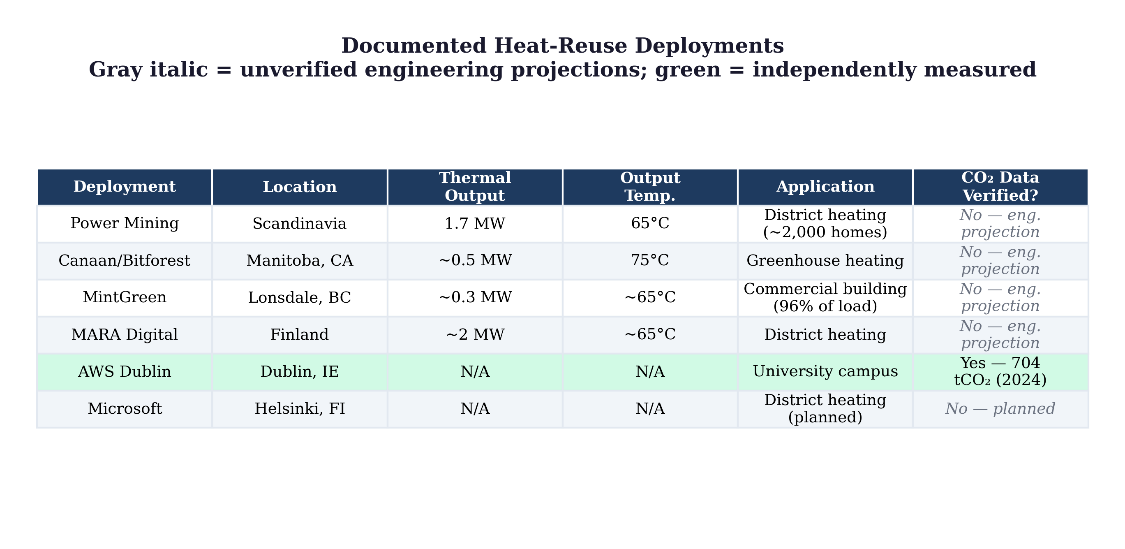 Documented Heat-Reuse Deployments
Gray italic = unverified engineering projections; green = independently measured
Deployment Location Thermal Output Output Temp. Application CO₂ Data Verified?
Power Mining Scandinavia 1.7 MW 65°C District heating (~2,000 homes) No — eng. projection
Canaan/Bitforest Manitoba, CA ~0.5 MW 75°C Greenhouse heating No — eng. projection
MintGreen Lonsdale, BC ~0.3 MW ~65°C Commercial building (96% of load) No — eng. projection
MARA Digital Finland ~2 MW ~65°C District heating No — eng. projection
AWS Dublin Dublin, IE N/A N/A University campus Yes — 704 tCO₂ (2024)
Microsoft Helsinki, FI N/A N/A District heating (planned) No — planned